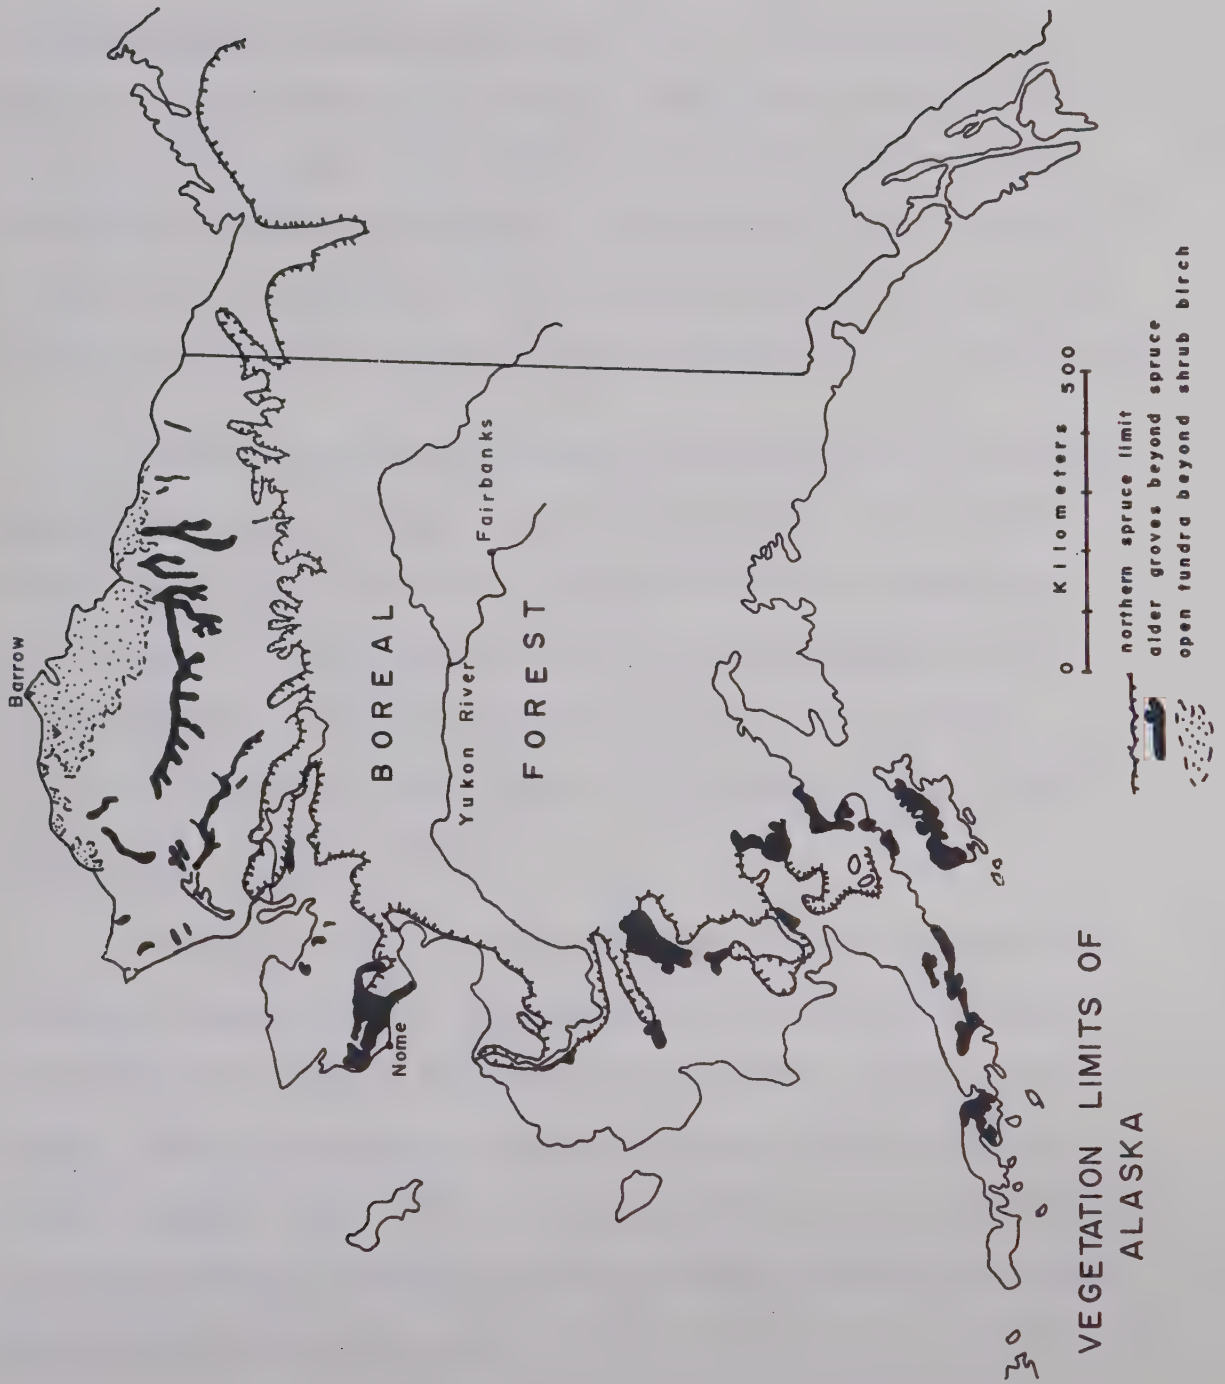 Barrow
BOREAL
Yukon River
Fairbanks
FOREST
Nome
Kilometers
0 500
northern spruce limit
alder groves beyond spruce
open tundra beyond shrub birch
VEGETATION LIMITS OF
ALASKA